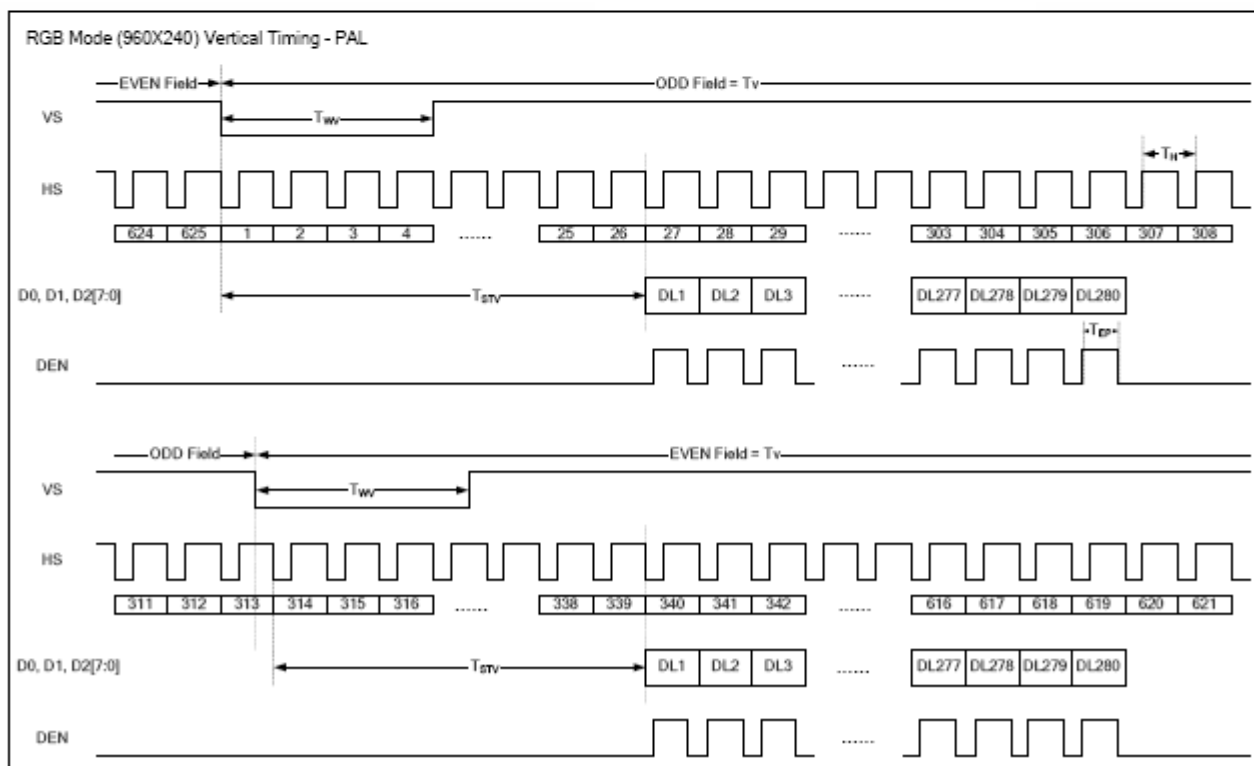 RGB Mode (960X240) Vertical Timing - PAL
EVEN Field ODD Field = Tv
VS TWV
HS TH
624 625 1 2 3 4 ...... 25 26 27 28 29 ...... 303 304 305 306 307 308
D0, D1, D2[7:0] TSTV DL1 DL2 DL3 ...... DL277 DL278 DL279 DL280
TEP
DEN ......
ODD Field EVEN Field = Tv
VS TWV
HS
311 312 313 314 315 316 ...... 338 339 340 341 342 ...... 616 617 618 619 620 621
D0, D1, D2[7:0] TSTV DL1 DL2 DL3 ...... DL277 DL278 DL279 DL280
DEN ......